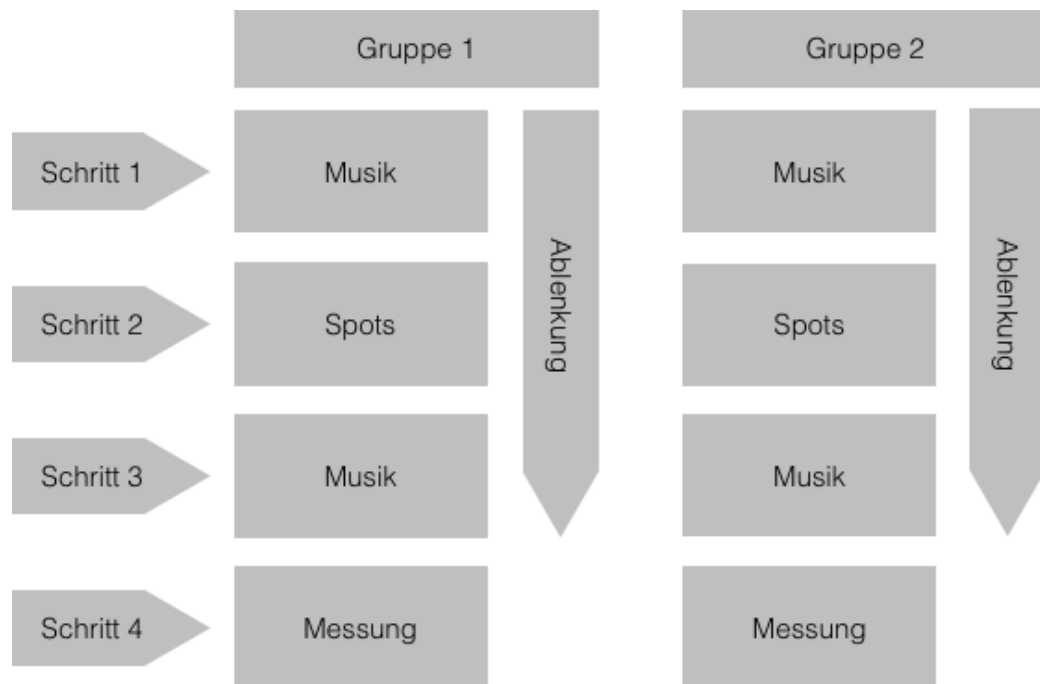 Gruppe 1
Gruppe 2
Schritt 1
Musik
Musik
Ablenkung
Ablenkung
Schritt 2
Spots
Spots
Schritt 3
Musik
Musik
Schritt 4
Messung
Messung